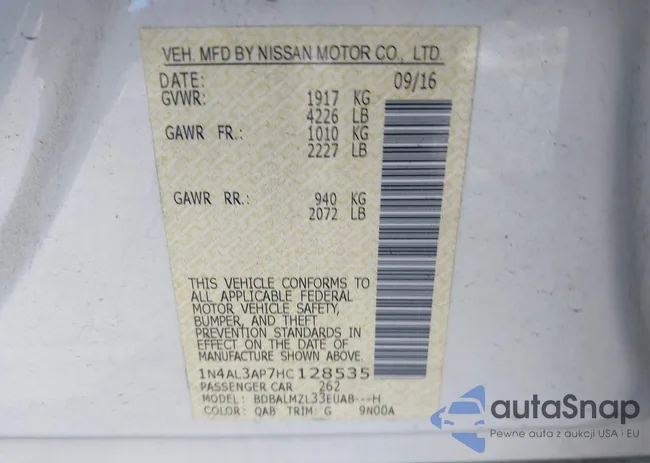 VEH. MFD BY NISSAN MOTOR CO., LTD.
DATE: 09/16
GVWR: 1917 KG
4226 LB
GAWR FR.: 1010 KG
2227 LB
GAWR RR.: 940 KG
2072 LB
THIS VEHICLE CONFORMS TO
ALL APPLICABLE FEDERAL
MOTOR VEHICLE SAFETY,
BUMPER, AND THEFT
PREVENTION STANDARDS IN
EFFECT ON THE DATE OF
MANUFACTURE SHOWN ABOVE.
1N4AL3AP7HC128535
PASSENGER CAR 262
MODEL: BDBALMZL33EUAB---H
COLOR: QAB TRIM: G 9N00A
autoSnap
Pewne auta z aukcji USA i EU